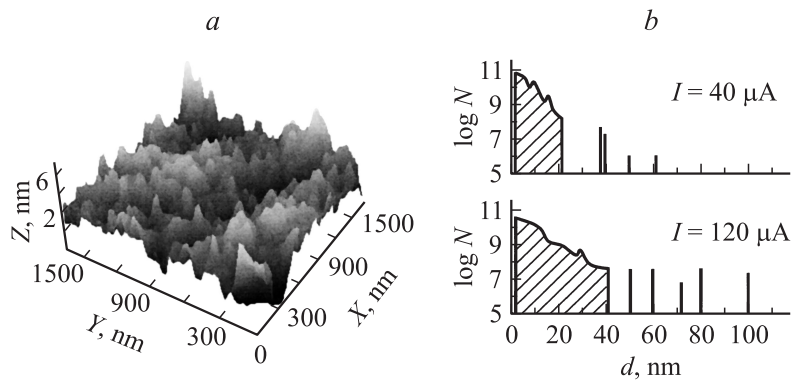 a
b
Z, nm
6
2
1500
900
300
Y, nm
0
300
900
1500
X, nm
log N
11
9
7
5
I = 40 μA
log N
11
9
7
5
I = 120 μA
0 20 40 60 80 100
d, nm